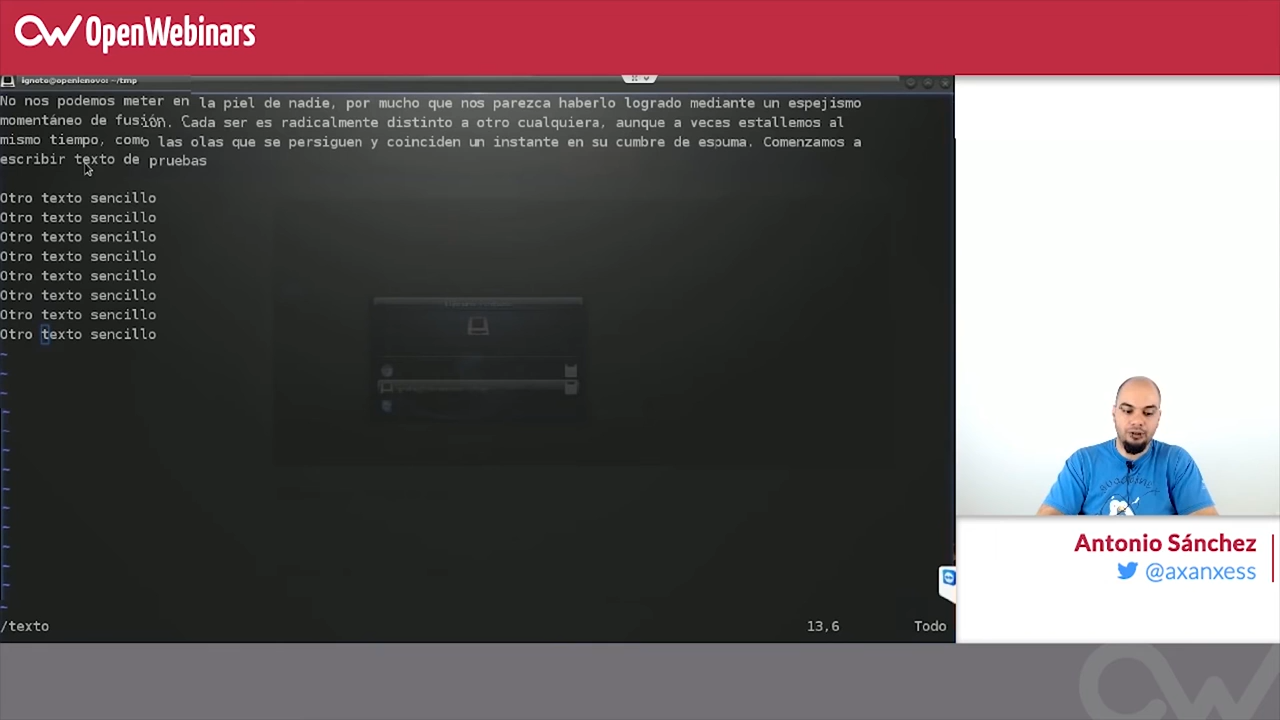 OpenWebinars
igneto@openlenovo: ~/tmp
No nos podemos meter en la piel de nadie, por mucho que nos parezca haberlo logrado mediante un espejismo
momentáneo de fusión. Cada ser es radicalmente distinto a otro cualquiera, aunque a veces estallemos al
mismo tiempo, como las olas que se persiguen y coinciden un instante en su cumbre de espuma. Comenzamos a
escribir texto de pruebas
Otro texto sencillo
Otro texto sencillo
Otro texto sencillo
Otro texto sencillo
Otro texto sencillo
Otro texto sencillo
Otro texto sencillo
Otro texto sencillo
/texto 13,6 Todo
Antonio Sánchez
@axanxess